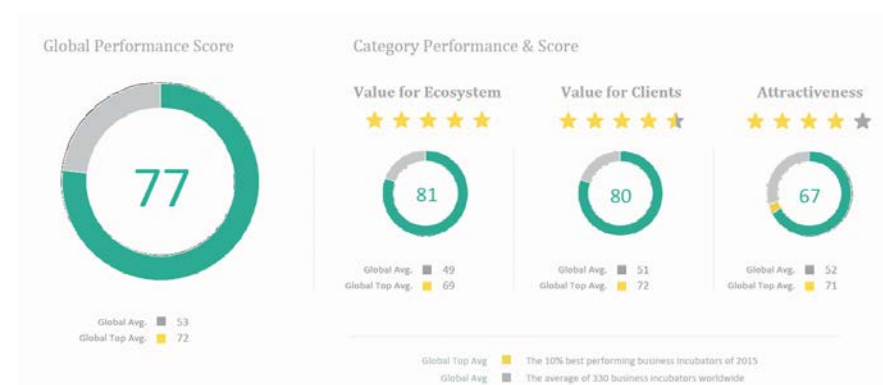 Global Performance Score
77
Global Avg. 53
Global Top Avg. 72
Category Performance & Score
Value for Ecosystem
81
Global Avg. 49
Global Top Avg. 69
Value for Clients
80
Global Avg. 51
Global Top Avg. 72
Attractiveness
67
Global Avg. 52
Global Top Avg. 71
Global Top Avg The 10% best performing business incubators of 2015
Global Avg The average of 330 business incubators worldwide